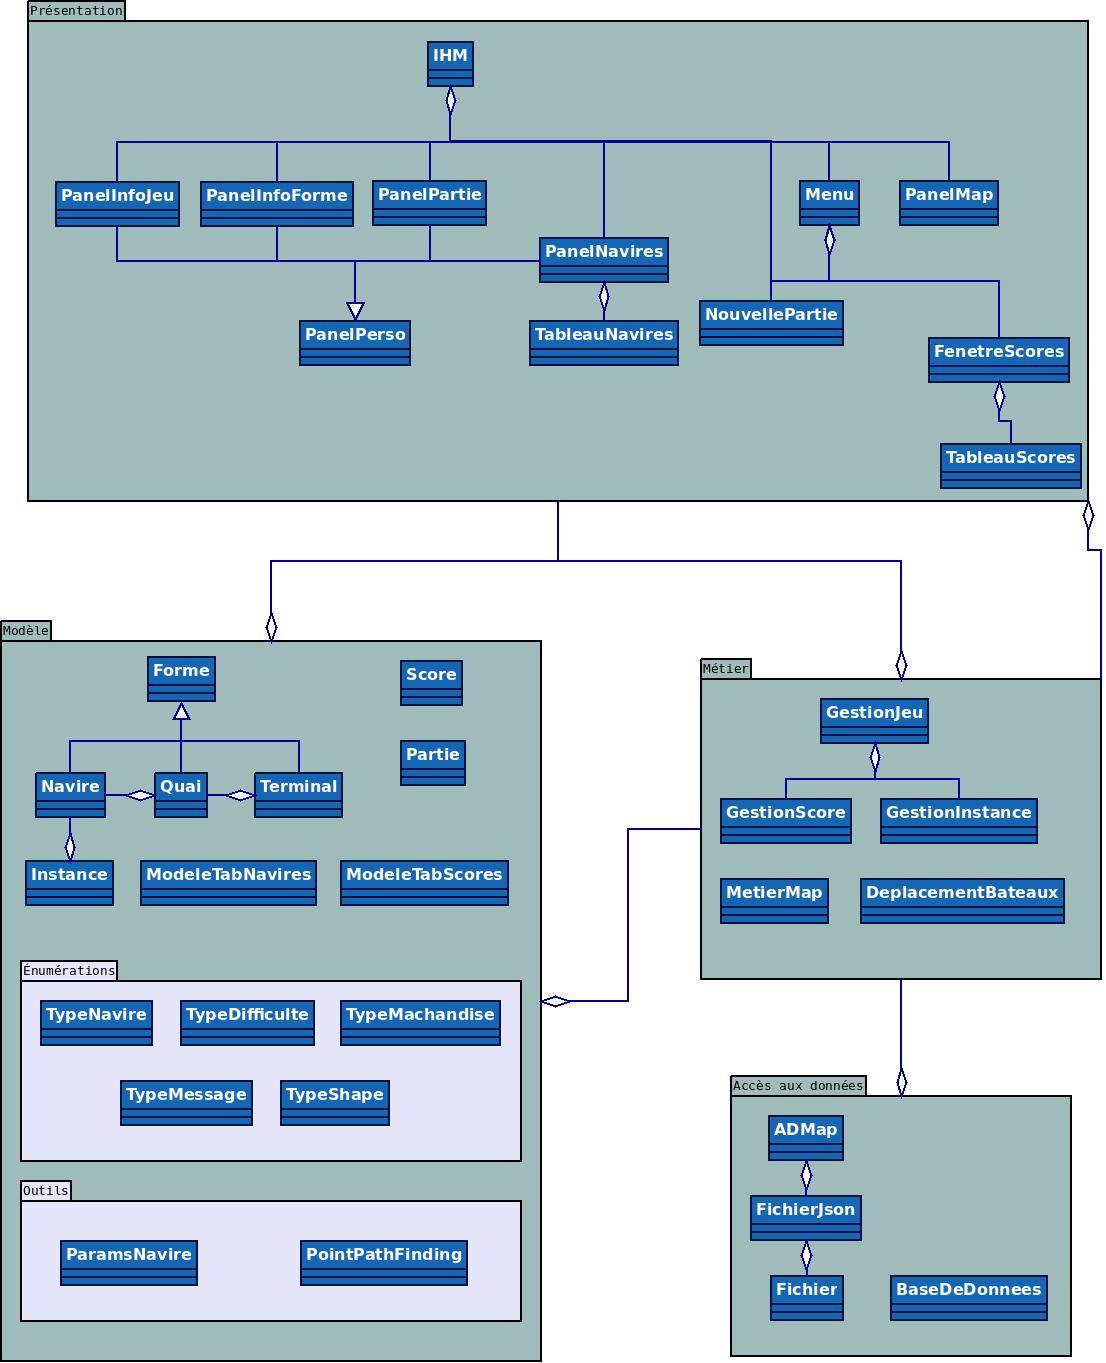 Présentation
IHM
PanelInfoJeu
PanelInfoForme
PanelPartie
Menu
PanelMap
PanelNavires
NouvellePartie
PanelPerso
TableauNavires
FenetreScores
TableauScores
Modèle
Forme
Score
Partie
Navire
Quai
Terminal
Instance
ModeleTabNavires
ModeleTabScores
Énumérations
TypeNavire
TypeDifficulte
TypeMachandise
TypeMessage
TypeShape
Outils
ParamsNavire
PointPathFinding
Métier
GestionJeu
GestionScore
GestionInstance
MetierMap
DeplacementBateaux
Accès aux données
ADMap
FichierJson
Fichier
BaseDeDonnees